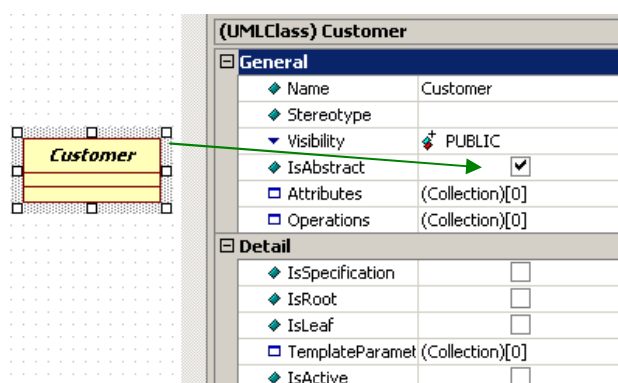 (UMLClass) Customer
General
Name Customer
Stereotype
Visibility PUBLIC
Customer
IsAbstract
Attributes (Collection)[0]
Operations (Collection)[0]
Detail
IsSpecification
IsRoot
IsLeaf
TemplateParamet (Collection)[0]
IsActive